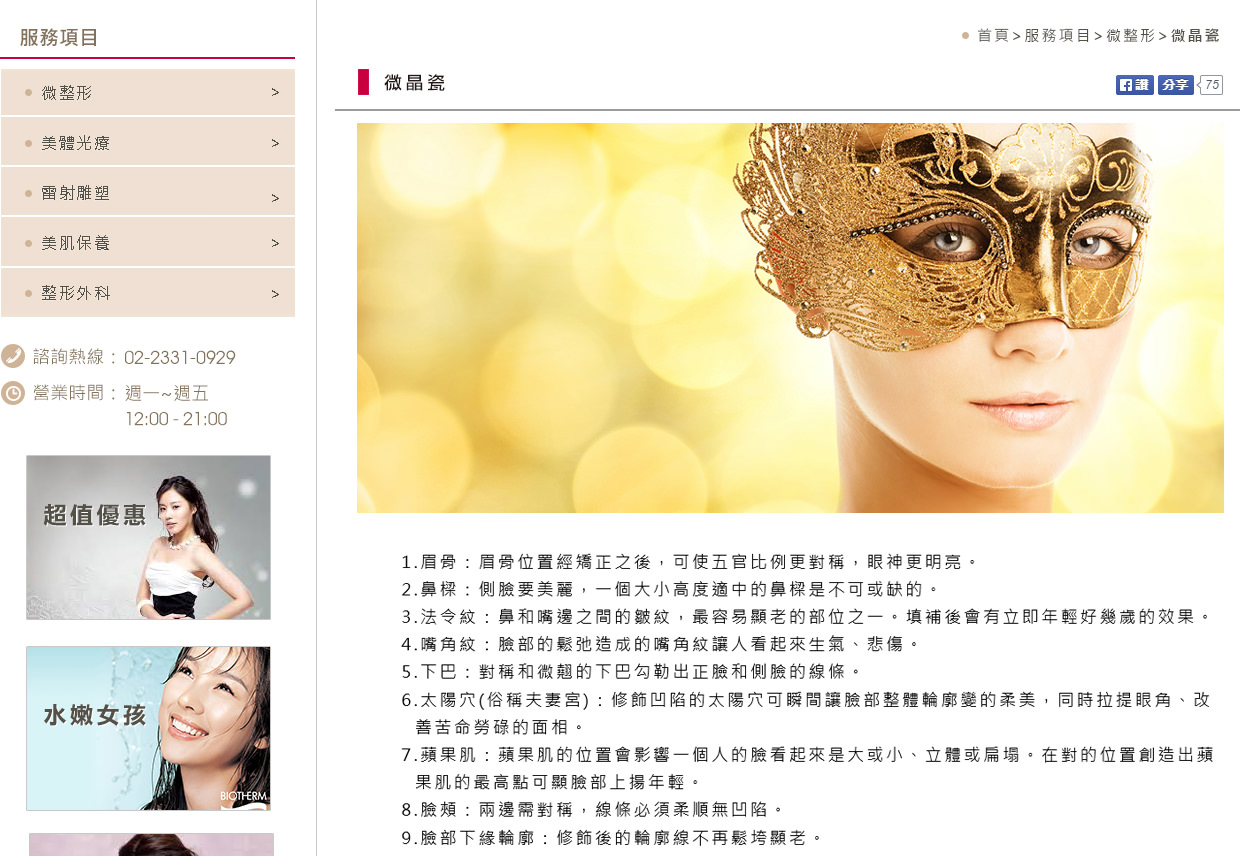 服務項目
微整形 >
美體光療 >
雷射雕塑 >
美肌保養 >
整形外科 >
諮詢熱線：02-2331-0929
營業時間：週一~週五
12:00 - 21:00
超值優惠
水嫩女孩
BIOTHERM
首頁>服務項目>微整形>微晶瓷
微晶瓷
讚 分享 75
1.眉骨：眉骨位置經矯正之後，可使五官比例更對稱，眼神更明亮。
2.鼻樑：側臉要美麗，一個大小高度適中的鼻樑是不可或缺的。
3.法令紋：鼻和嘴邊之間的皺紋，最容易顯老的部位之一。填補後會有立即年輕好幾歲的效果。
4.嘴角紋：臉部的鬆弛造成的嘴角紋讓人看起來生氣、悲傷。
5.下巴：對稱和微翹的下巴勾勒出正臉和側臉的線條。
6.太陽穴(俗稱夫妻宮)：修飾凹陷的太陽穴可瞬間讓臉部整體輪廓變的柔美，同時拉提眼角、改
善苦命勞碌的面相。
7.蘋果肌：蘋果肌的位置會影響一個人的臉看起來是大或小、立體或扁塌。在對的位置創造出蘋
果肌的最高點可顯臉部上揚年輕。
8.臉頰：兩邊需對稱，線條必須柔順無凹陷。
9.臉部下緣輪廓：修飾後的輪廓線不再鬆垮顯老。